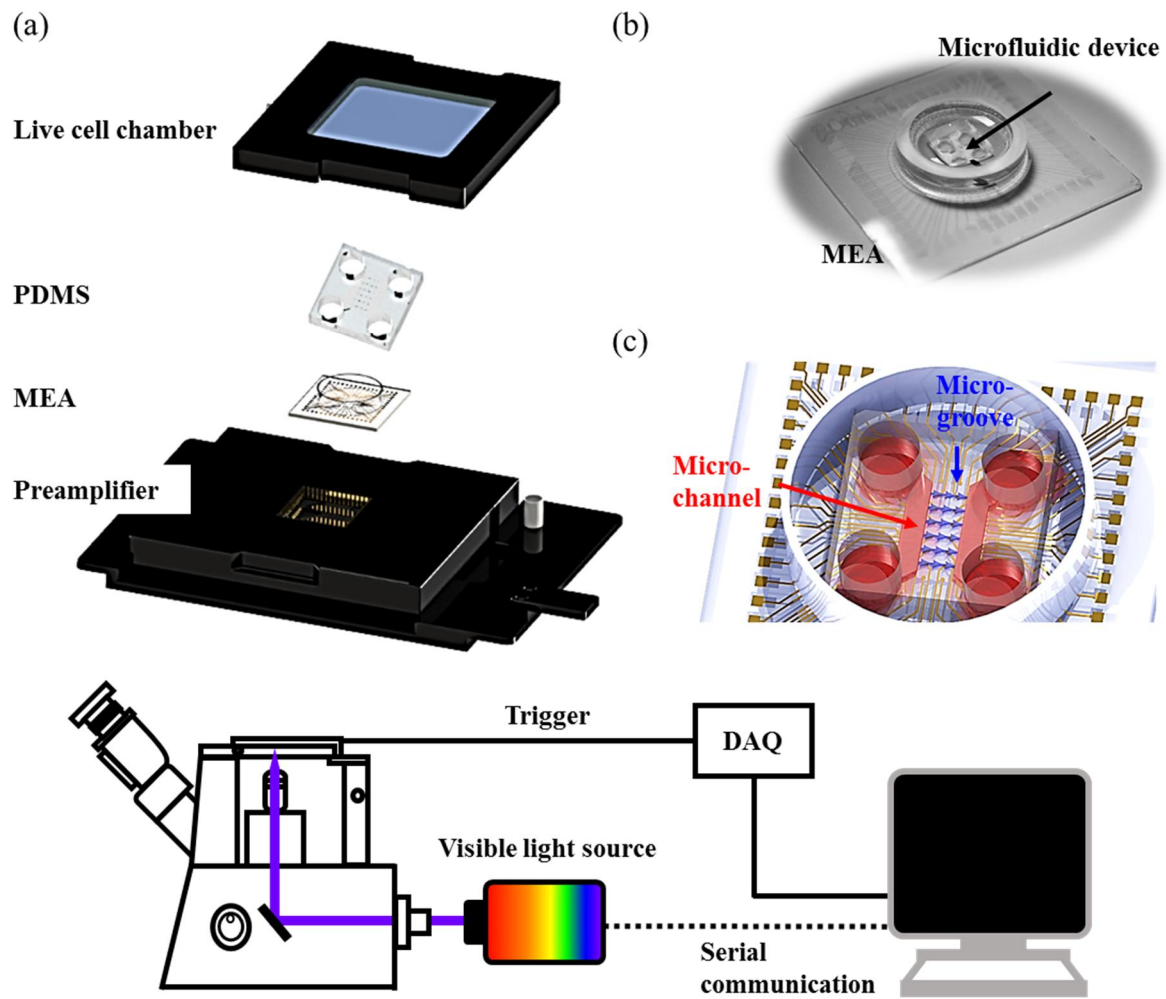 (a)
Live cell chamber
PDMS
MEA
Preamplifier
(b)
Microfluidic device
MEA
(c)
Micro-
groove
Micro-
channel
Trigger
DAQ
Visible light source
Serial
communication